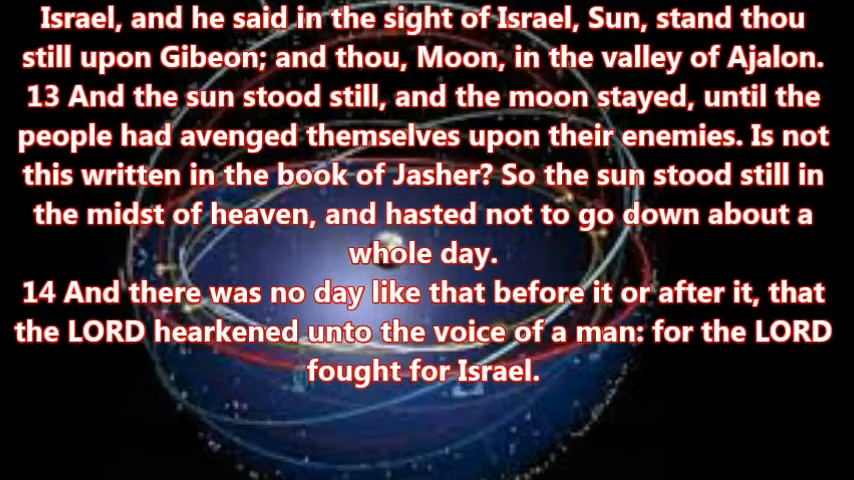 Israel, and he said in the sight of Israel, Sun, stand thou
still upon Gibeon; and thou, Moon, in the valley of Ajalon.
13 And the sun stood still, and the moon stayed, until the
people had avenged themselves upon their enemies. Is not
this written in the book of Jasher? So the sun stood still in
the midst of heaven, and hasted not to go down about a
whole day.
14 And there was no day like that before it or after it, that
the LORD hearkened unto the voice of a man: for the LORD
fought for Israel.